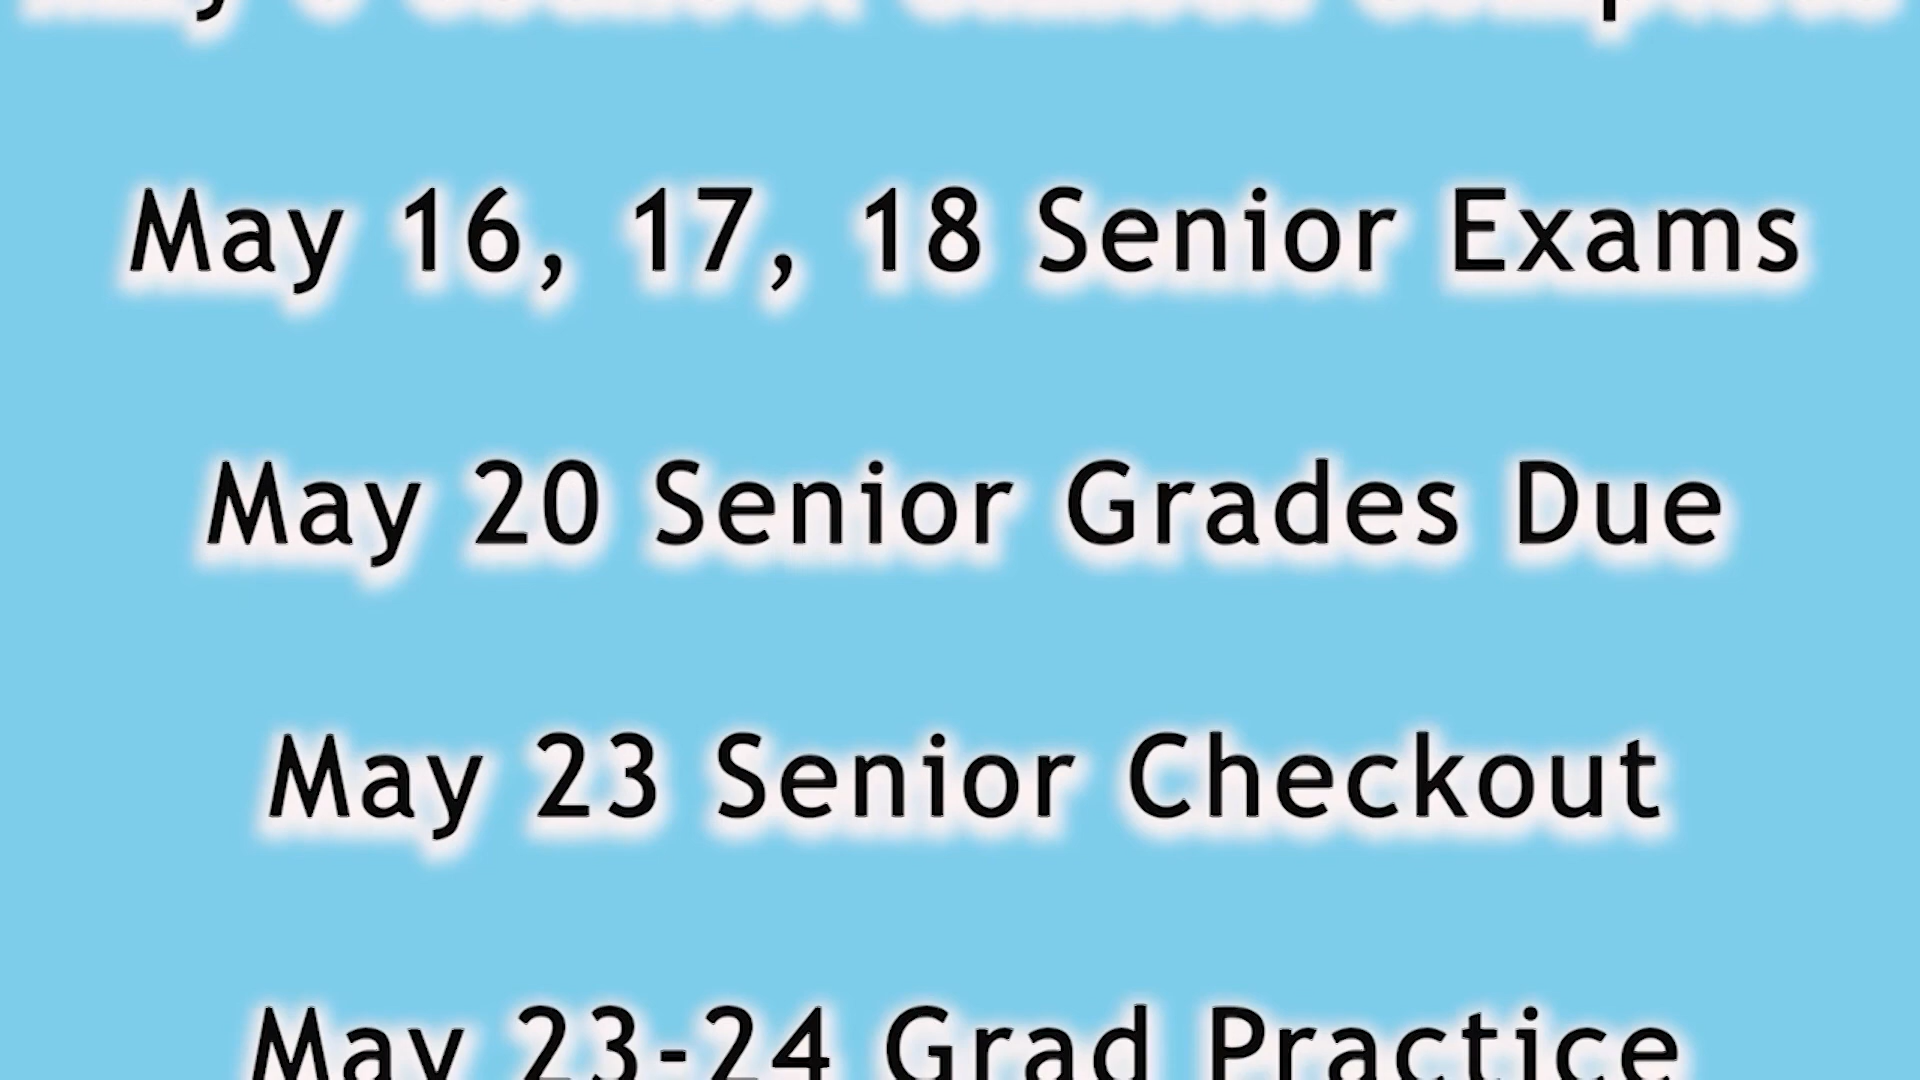 May 16, 17, 18 Senior Exams
May 20 Senior Grades Due
May 23 Senior Checkout
May 23-24 Grad Practice